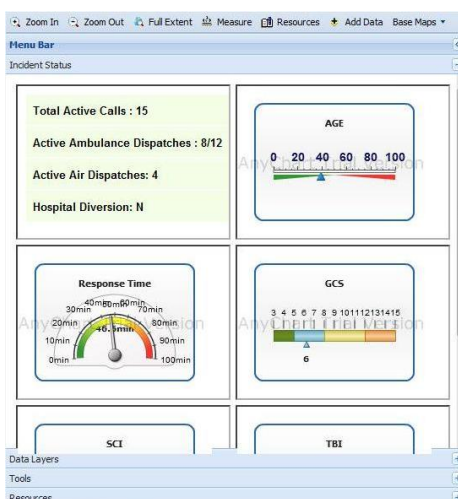 Zoom In Zoom Out Full Extent Measure Resources Add Data Base Maps
Menu Bar
Incident Status
Total Active Calls : 15
Active Ambulance Dispatches : 8/12
Active Air Dispatches: 4
Hospital Diversion: N
AGE
0 20 40 60 80 100
AnyChart Trial Version
Response Time
0min 10min 20min 30min 40min 50min 60min 70min 80min 90min 100min
AnyChart Trial Version
GCS
3 4 5 6 7 8 9 10 11 12 13 14 15
AnyChart Trial Version
6
SCI
TBI
Data Layers
Tools
Resources